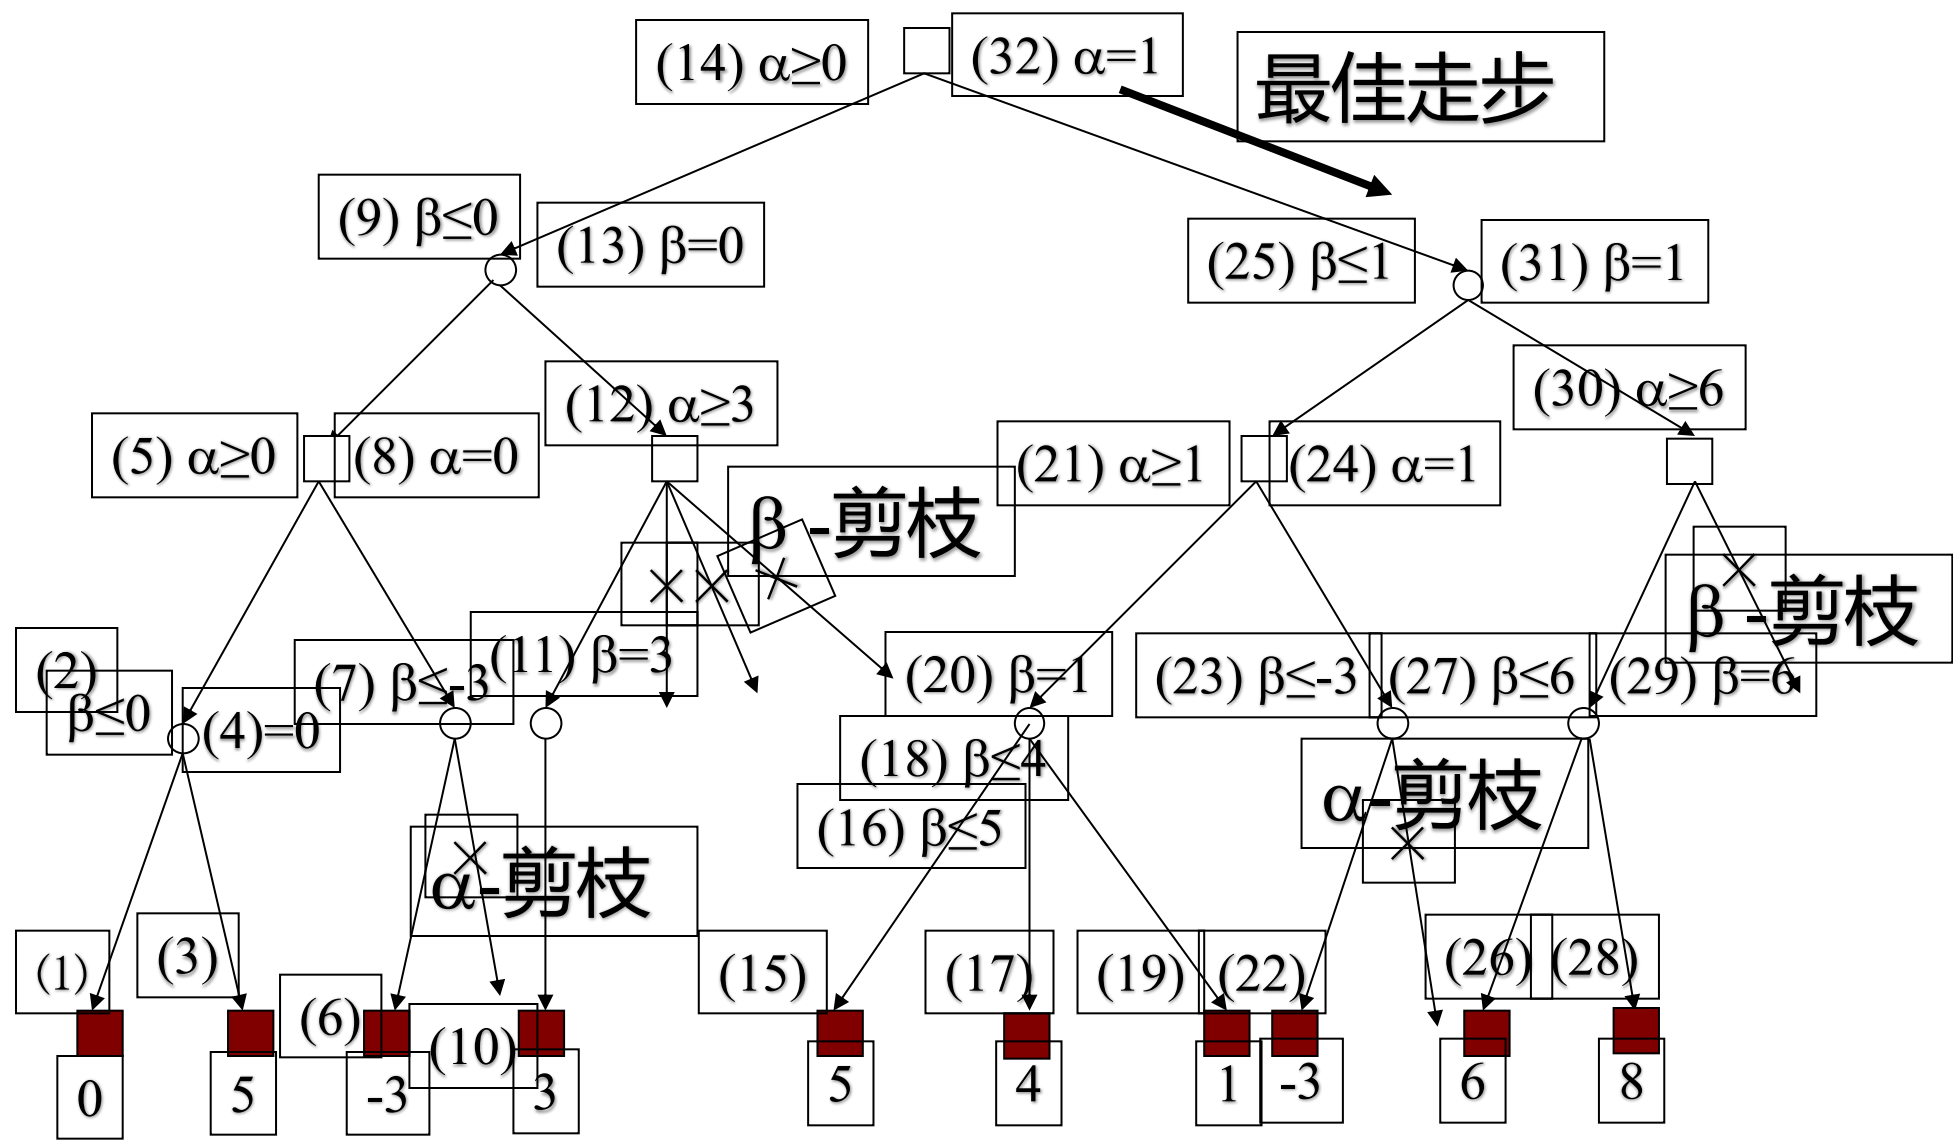 (14) α≥0
(32) α=1
最佳走步
(9) β≤0
(13) β=0
(25) β≤1
(31) β=1
(12) α≥3
(30) α≥6
(5) α≥0
(8) α=0
(21) α≥1
(24) α=1
β -剪枝
× × ×
×
β -剪枝
(2)
β≤0
(4)=0
(7) β≤-3
(11) β=3
(20) β=1
(23) β≤-3
(27) β≤6
(29) β=6
(18) β≤4
(16) β≤5
α-剪枝
×
×
α-剪枝
(1)
(3)
(6)
(10)
(15)
(17)
(19)
(22)
(26)
(28)
0
5
-3
3
5
4
1
-3
6
8